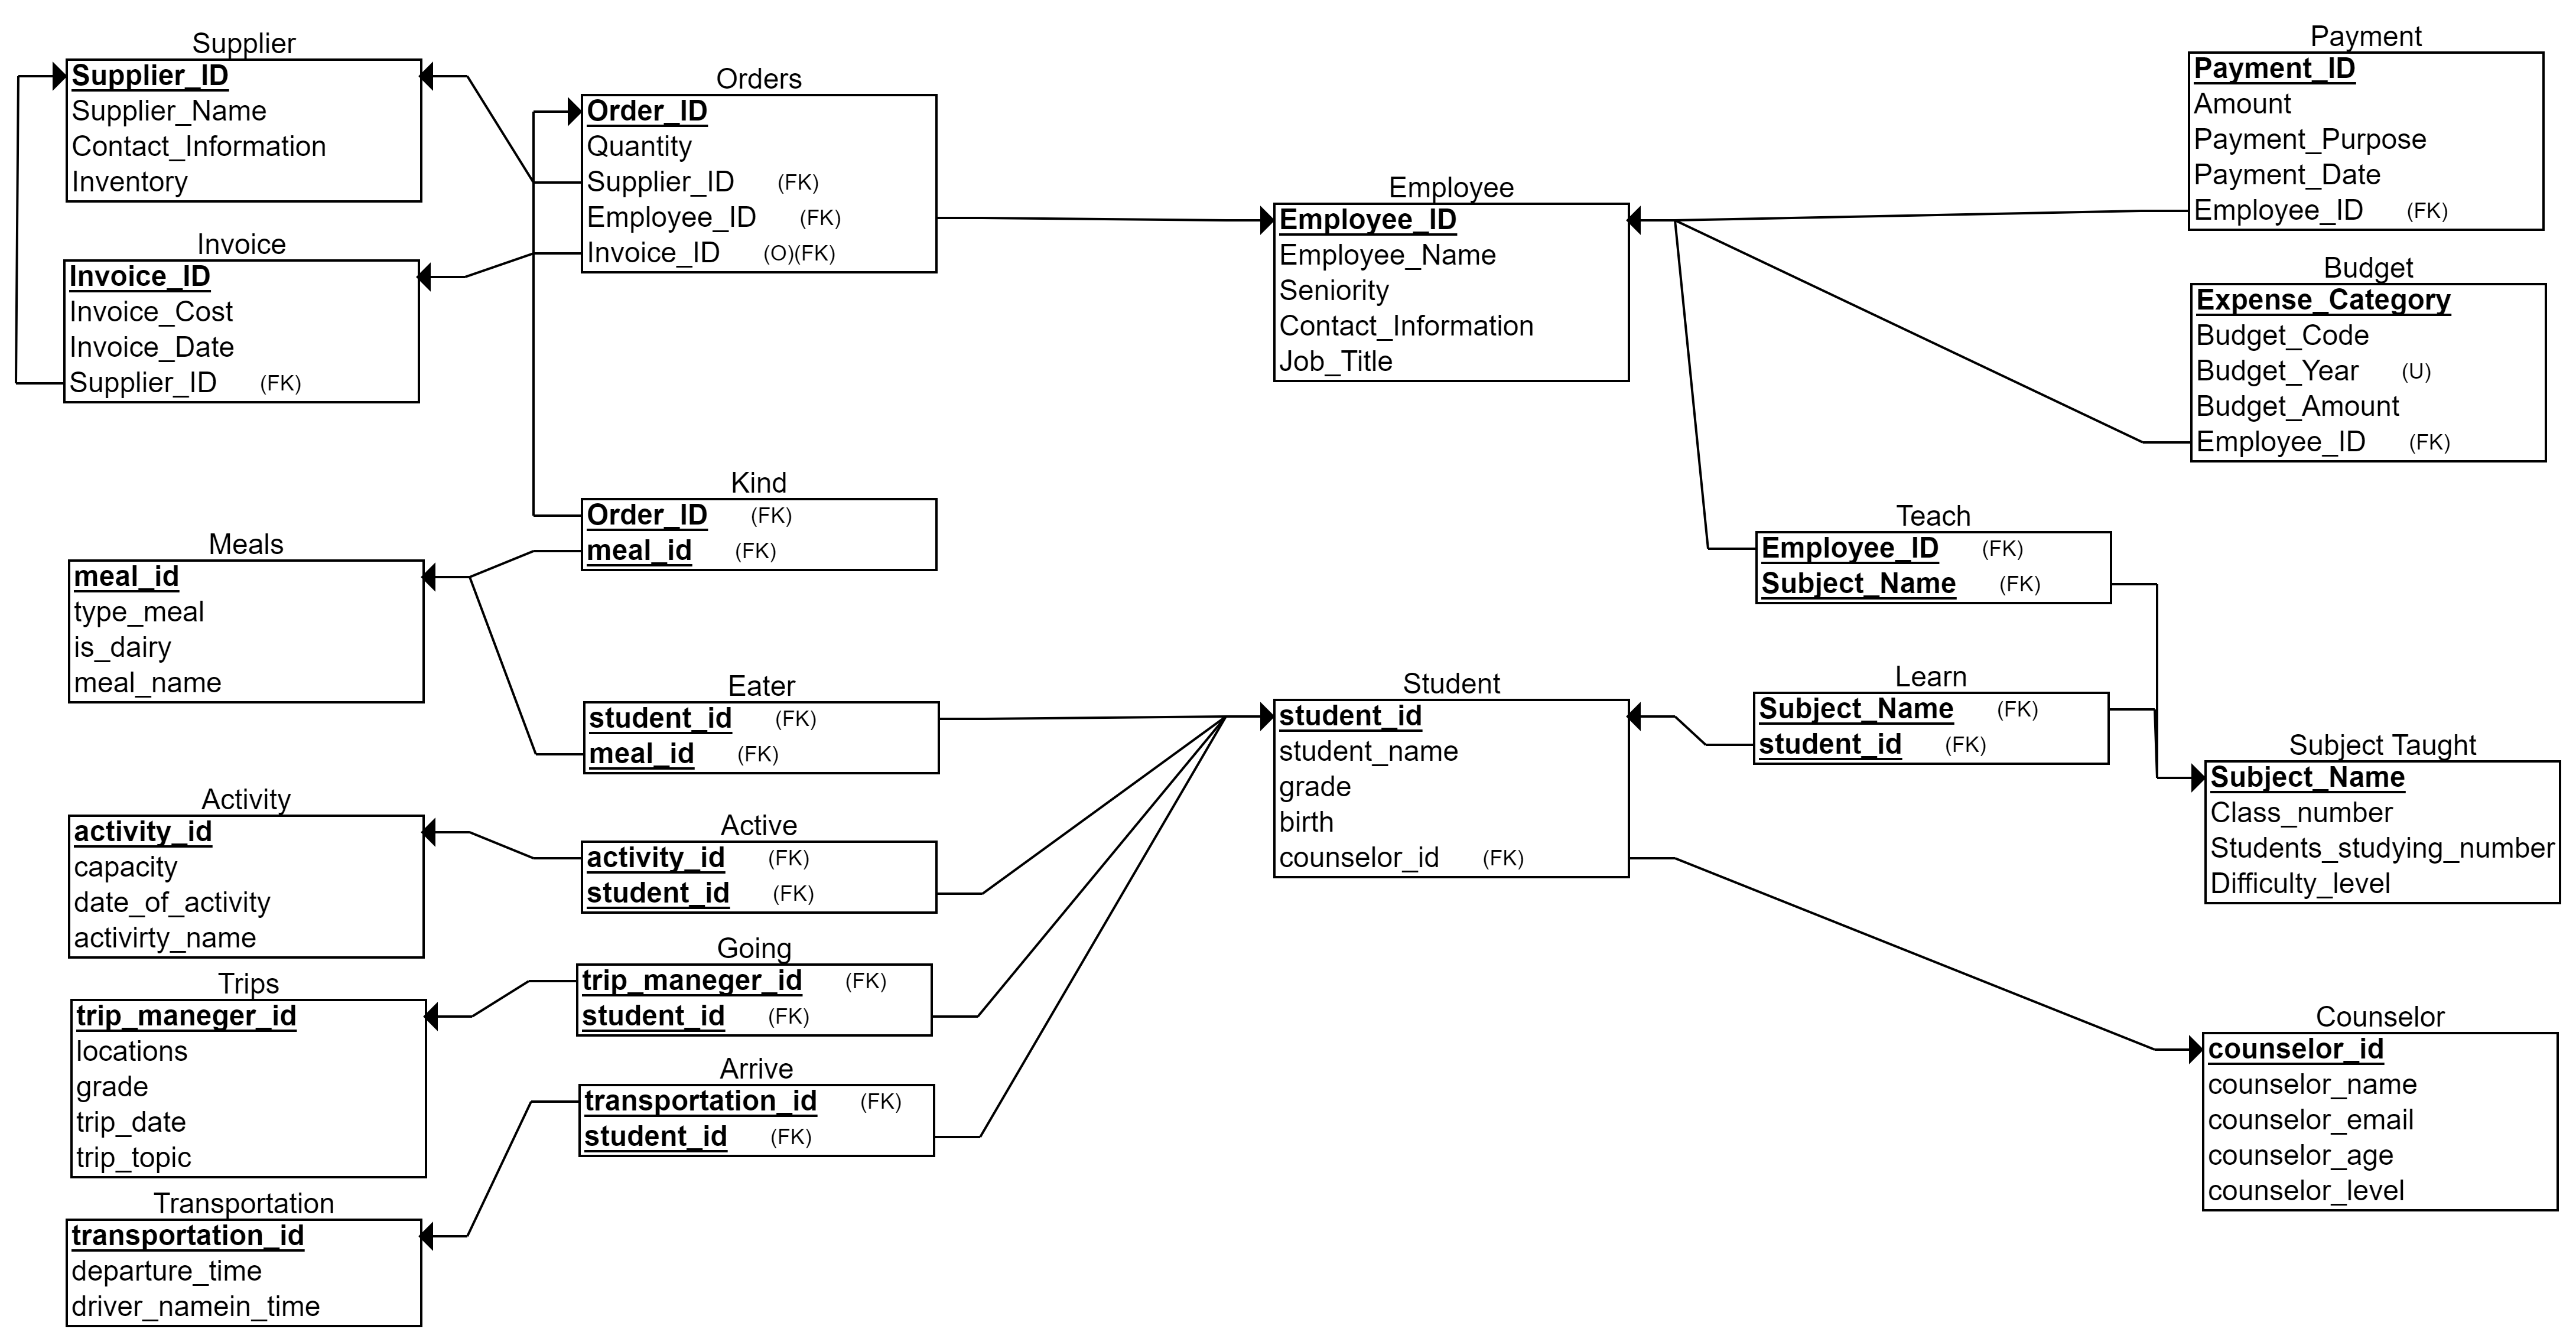 Supplier
Supplier_ID
Supplier_Name
Contact_Information
Inventory
Invoice
Invoice_ID
Invoice_Cost
Invoice_Date
Supplier_ID (FK)
Meals
meal_id
type_meal
is_dairy
meal_name
Activity
activity_id
capacity
date_of_activity
activirty_name
Trips
trip_maneger_id
locations
grade
trip_date
trip_topic
Transportation
transportation_id
departure_time
driver_namein_time
Orders
Order_ID
Quantity
Supplier_ID (FK)
Employee_ID (FK)
Invoice_ID (O)(FK)
Kind
Order_ID (FK)
meal_id (FK)
Eater
student_id (FK)
meal_id (FK)
Active
activity_id (FK)
student_id (FK)
Going
trip_maneger_id (FK)
student_id (FK)
Arrive
transportation_id (FK)
student_id (FK)
Employee
Employee_ID
Employee_Name
Seniority
Contact_Information
Job_Title
Student
student_id
student_name
grade
birth
counselor_id (FK)
Teach
Employee_ID (FK)
Subject_Name (FK)
Learn
Subject_Name (FK)
student_id (FK)
Payment
Payment_ID
Amount
Payment_Purpose
Payment_Date
Employee_ID (FK)
Budget
Expense_Category
Budget_Code
Budget_Year (U)
Budget_Amount
Employee_ID (FK)
Subject Taught
Subject_Name
Class_number
Students_studying_number
Difficulty_level
Counselor
counselor_id
counselor_name
counselor_email
counselor_age
counselor_level